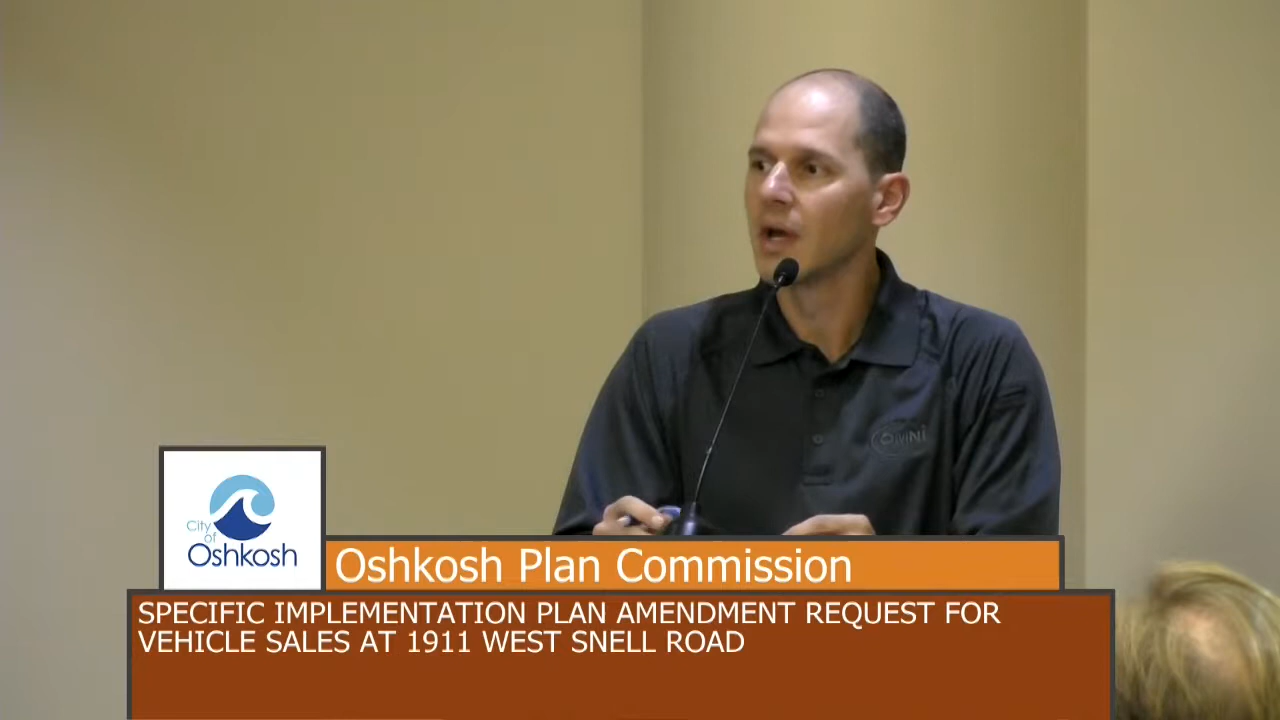 OMNI
City
of
Oshkosh
Oshkosh Plan Commission
SPECIFIC IMPLEMENTATION PLAN AMENDMENT REQUEST FOR
VEHICLE SALES AT 1911 WEST SNELL ROAD